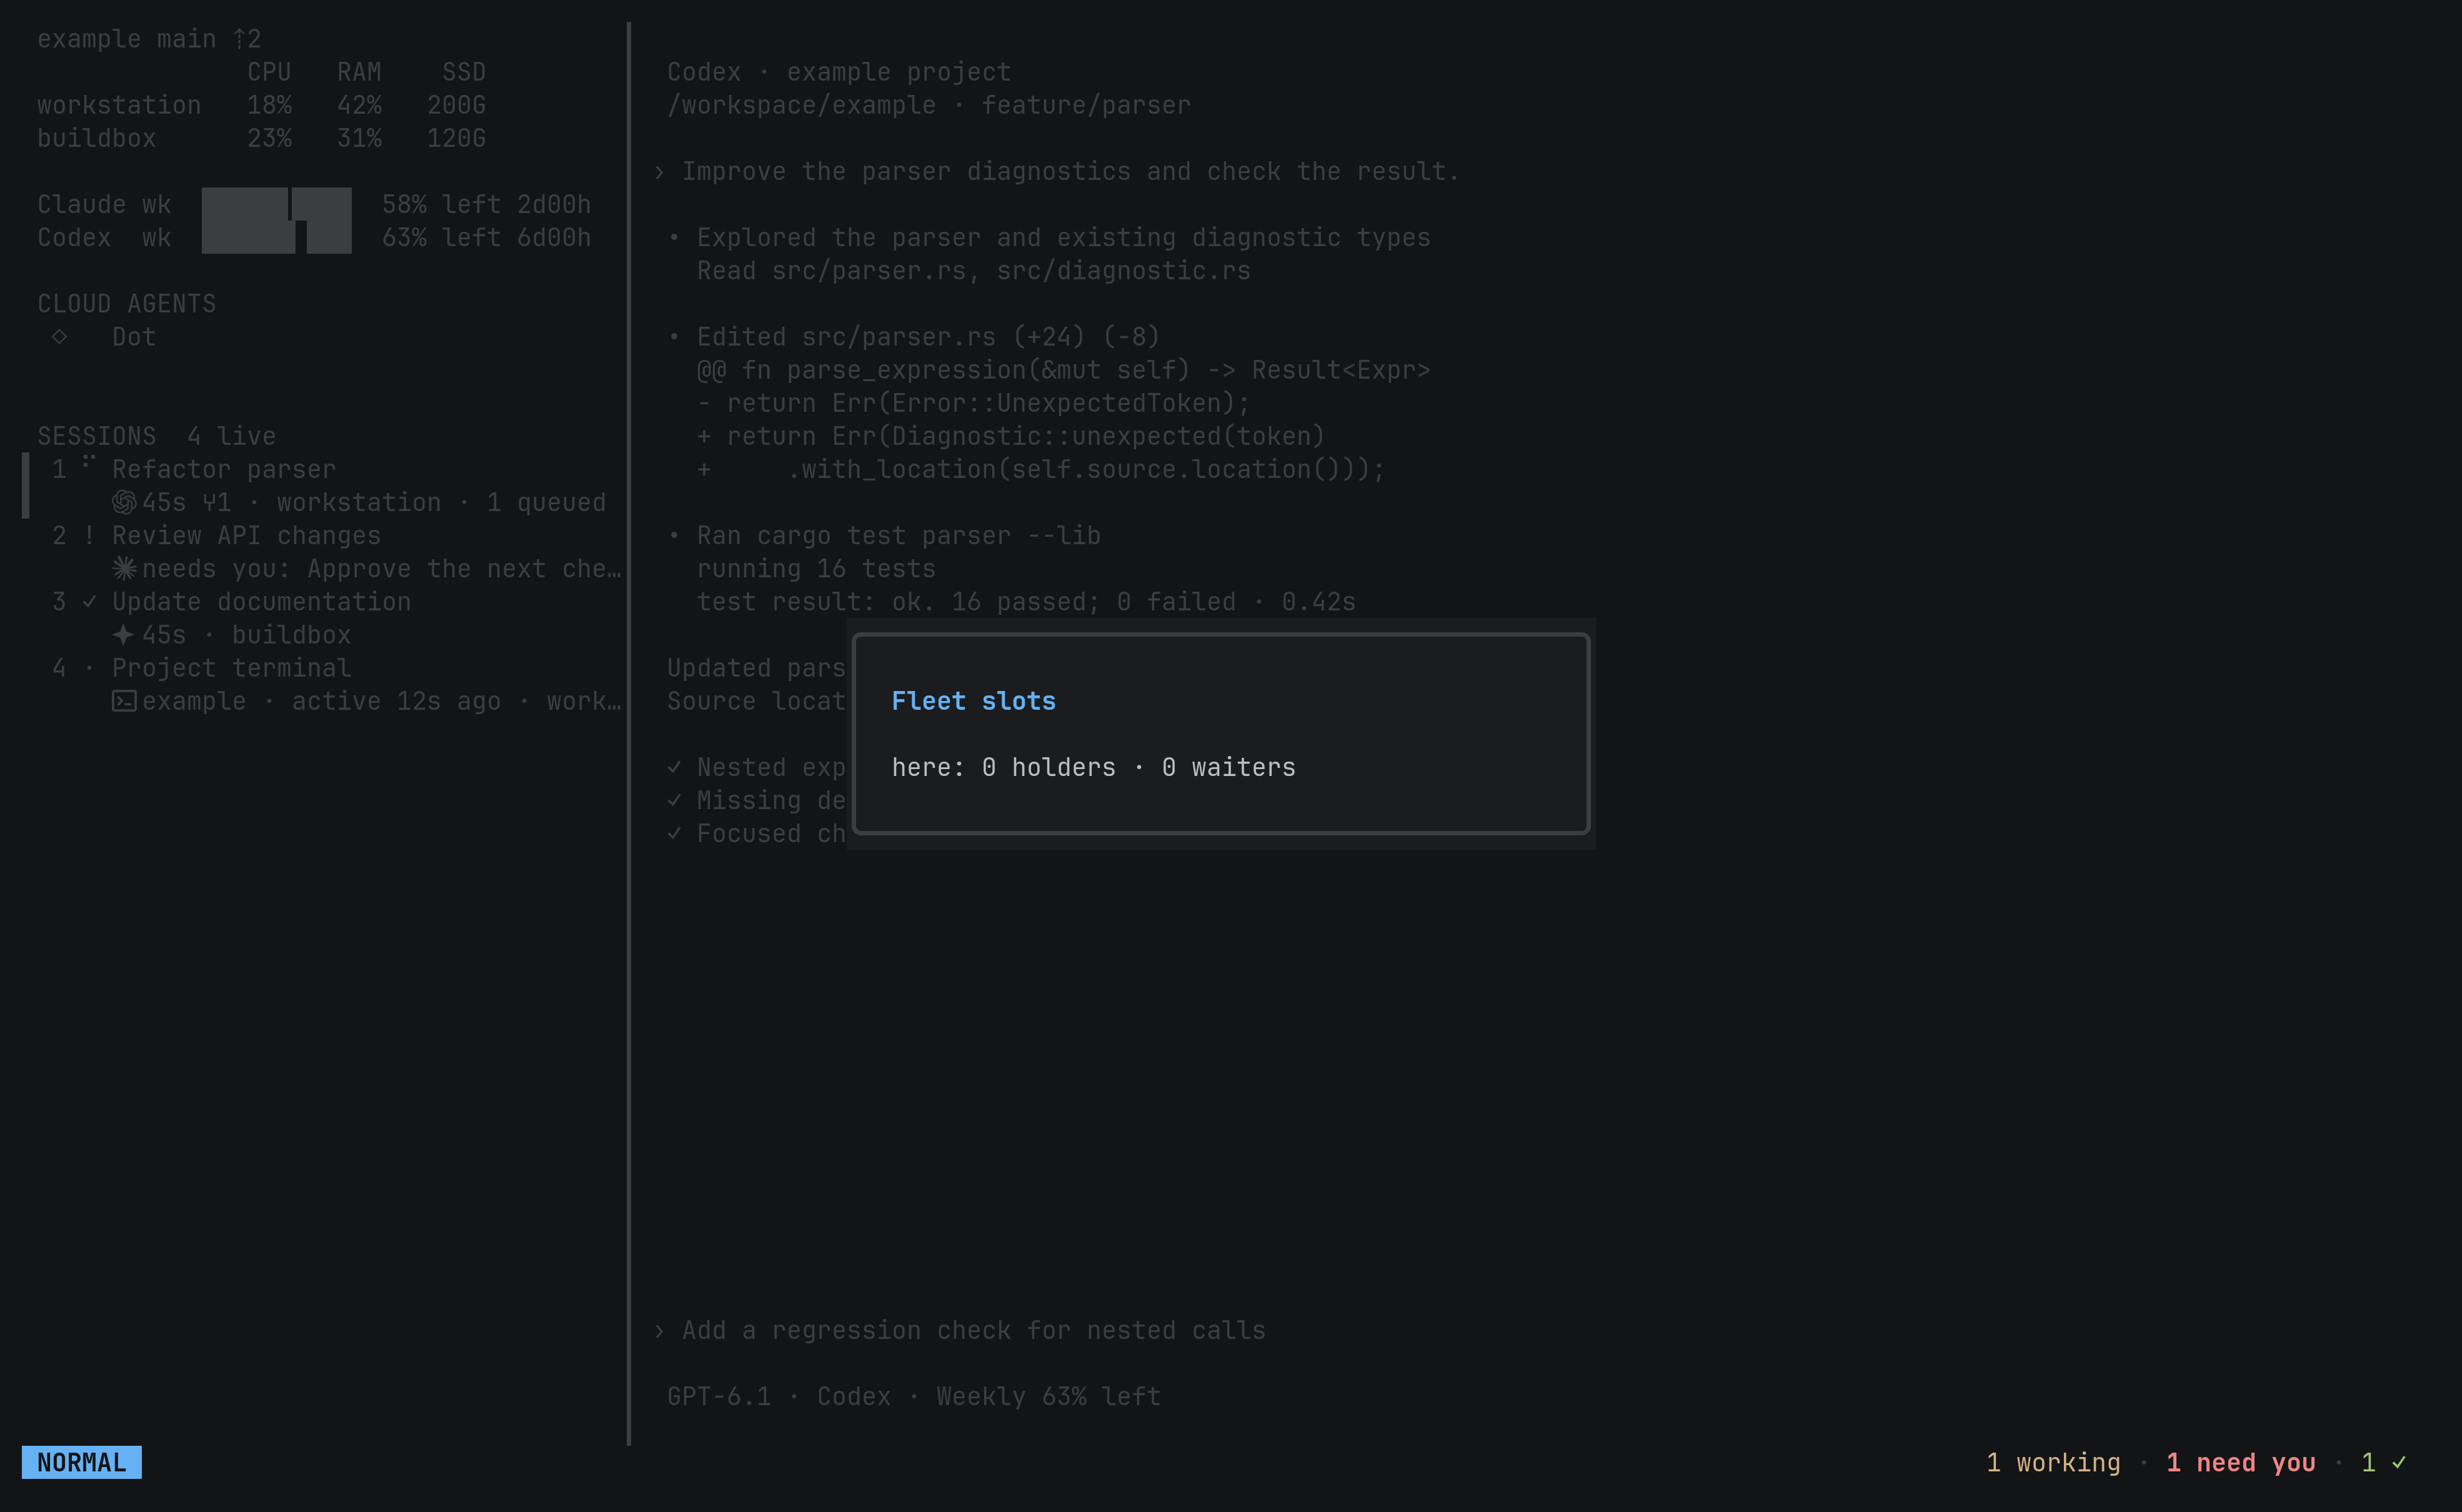 example main ⇡2
CPU RAM SSD
workstation 18% 42% 200G
buildbox 23% 31% 120G
Claude wk 58% left 2d00h
Codex wk 63% left 6d00h
CLOUD AGENTS
◇ Dot
SESSIONS 4 live
1 Refactor parser
45s ⑂1 · workstation · 1 queued
2 ! Review API changes
needs you: Approve the next che…
3 ✓ Update documentation
45s · buildbox
4 · Project terminal
example · active 12s ago · work…
Codex · example project
/workspace/example · feature/parser
› Improve the parser diagnostics and check the result.
• Explored the parser and existing diagnostic types
Read src/parser.rs, src/diagnostic.rs
• Edited src/parser.rs (+24) (-8)
@@ fn parse_expression(&mut self) -> Result<Expr>
- return Err(Error::UnexpectedToken);
+ return Err(Diagnostic::unexpected(token)
+ .with_location(self.source.location()));
• Ran cargo test parser --lib
running 16 tests
test result: ok. 16 passed; 0 failed · 0.42s
Updated pars
Source locat
✓ Nested exp
✓ Missing de
✓ Focused ch
Fleet slots
here: 0 holders · 0 waiters
› Add a regression check for nested calls
GPT-6.1 · Codex · Weekly 63% left
NORMAL
1 working · 1 need you · 1 ✓